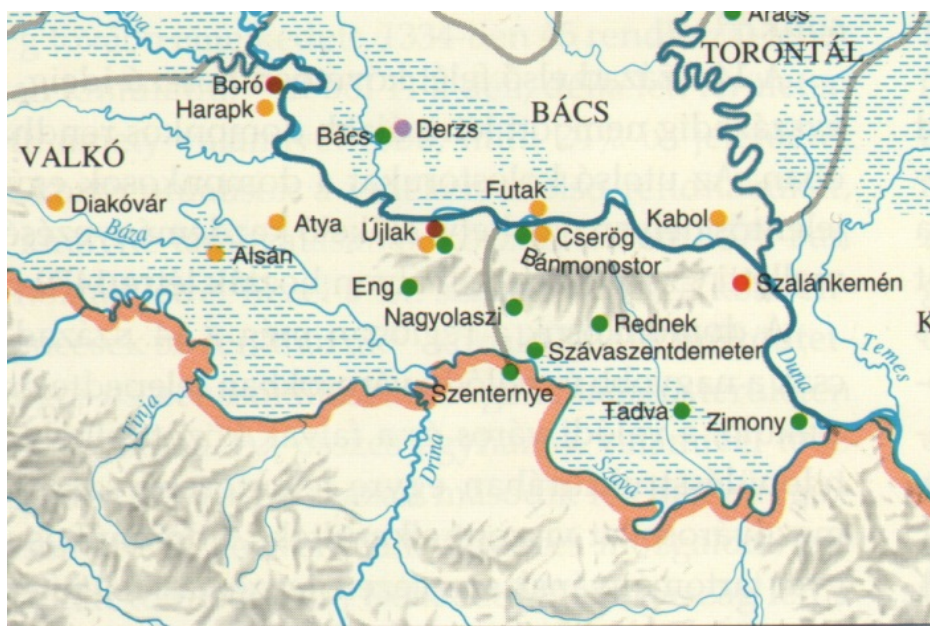 Aracs
TORONTÁL
Boró
Harapk
BÁCS
Bács
Derzs
VALKÓ
Diakóvár
Futak
Kabol
Atya
Újlak
Cserög
Báza
Alsán
Bánmonostor
Eng
Szalánkemén
Nagyolaszi
Rednek
K
Temes
Szávaszentdemeter
Duna
Szenternye
Tadva
Zimony
Tinja
Drina
Száva